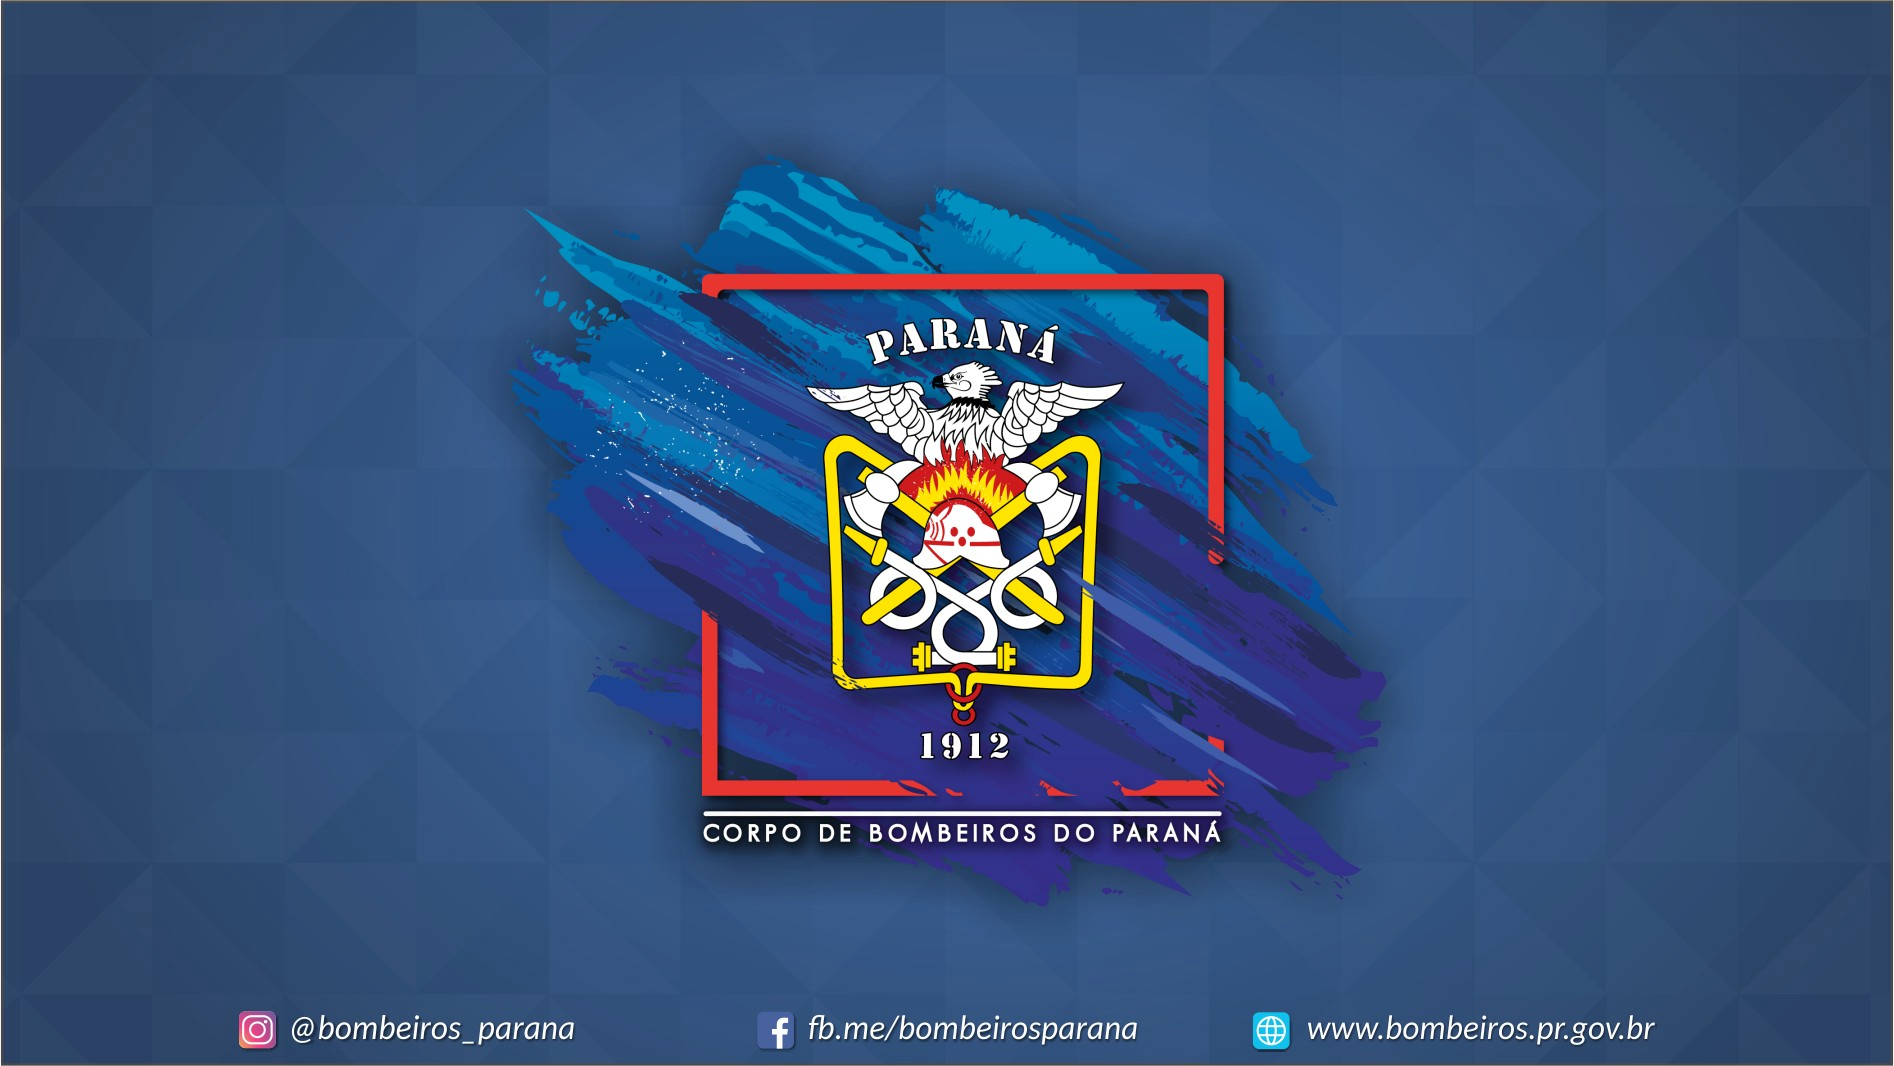 PARANÁ
1912
CORPO DE BOMBEIROS DO PARANÁ
@bombeiros_parana
fb.me/bombeirosparana
www.bombeiros.pr.gov.br